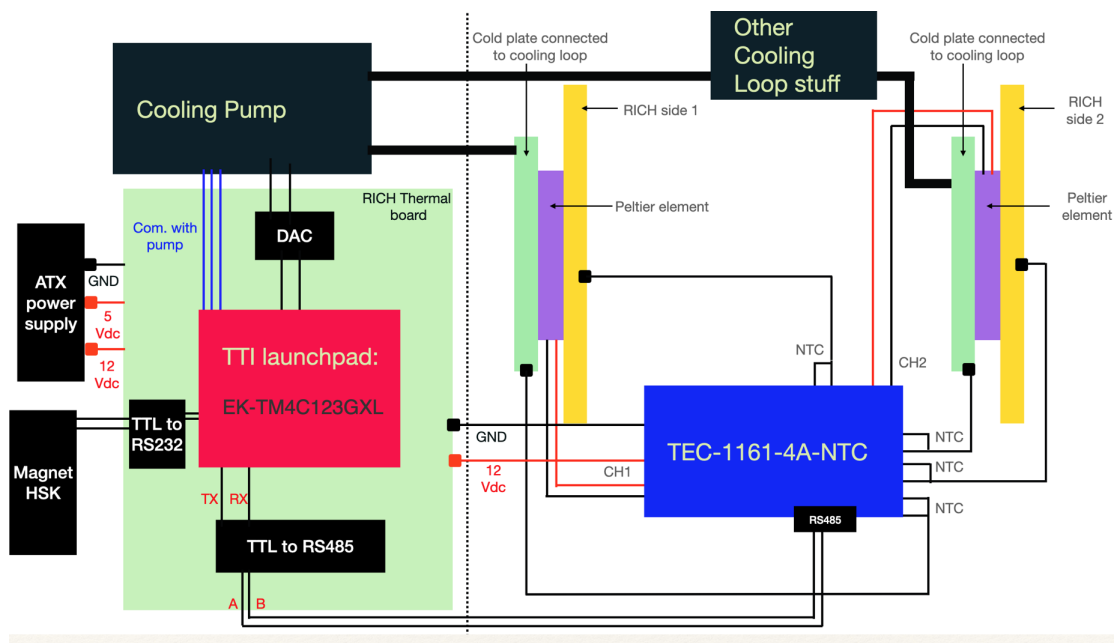 Cooling Pump
Other
Cooling
Loop stuff
Cold plate connected
to cooling loop
Cold plate connected
to cooling loop
RICH side 1
RICH
side 2
Peltier element
Peltier
element
RICH Thermal
board
Com. with
pump
DAC
ATX
power
supply
GND
5
Vdc
12
Vdc
TTI launchpad:
EK-TM4C123GXL
TTL to
RS232
Magnet
HSK
TX
RX
TTL to RS485
A
B
GND
12
Vdc
CH1
NTC
CH2
TEC-1161-4A-NTC
NTC
NTC
NTC
RS485